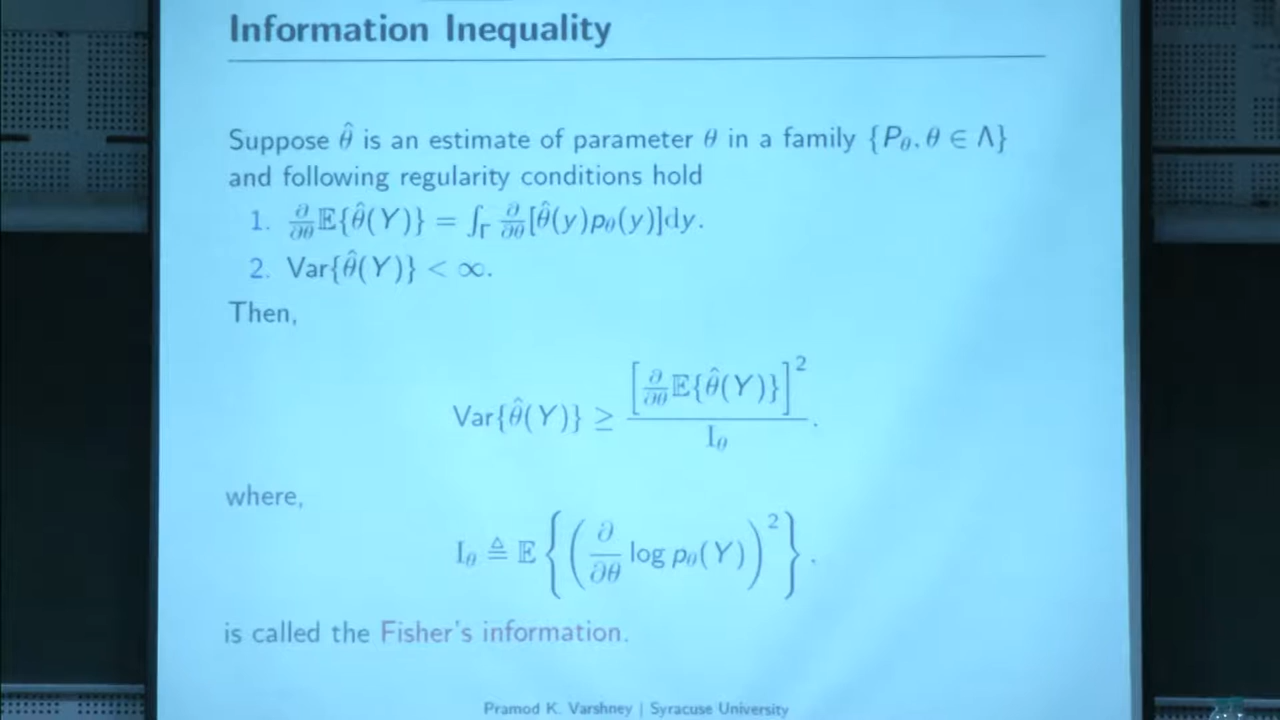 Information Inequality
Suppose θ̂ is an estimate of parameter θ in a family {P_θ, θ ∈ Λ}
and following regularity conditions hold
1. ∂/∂θ 𝔼{θ̂(Y)} = ∫_Γ ∂/∂θ [θ̂(y)p_θ(y)]dy.
2. Var{θ̂(Y)} < ∞.
Then,
Var{θ̂(Y)} ≥ [∂/∂θ 𝔼{θ̂(Y)}]² / I_θ .
where,
I_θ ≜ 𝔼{(∂/∂θ log p_θ(Y))²} .
is called the Fisher's information.
Pramod K. Varshney | Syracuse University